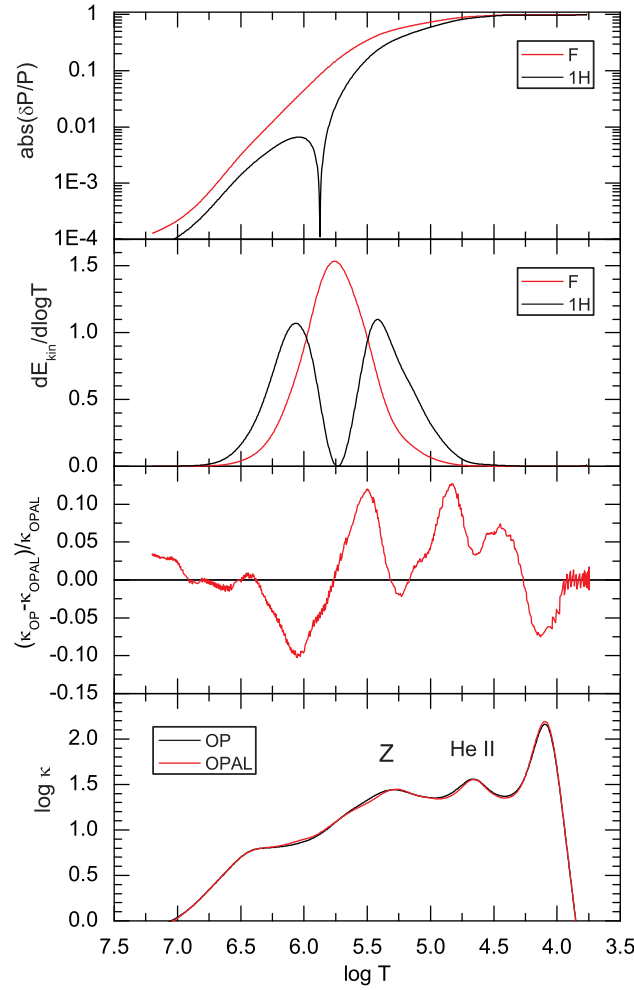 abs(δP/P)
1
0.1
0.01
1E-3
1E-4
F
1H
dE_kin/dlogT
1.5
1.0
0.5
0.0
F
1H
(κ_OP-κ_OPAL)/κ_OPAL
0.10
0.05
0.00
-0.05
-0.10
-0.15
log κ
2.0
1.5
1.0
0.5
0.0
OP
OPAL
Z
He II
7.5 7.0 6.5 6.0 5.5 5.0 4.5 4.0 3.5
log T